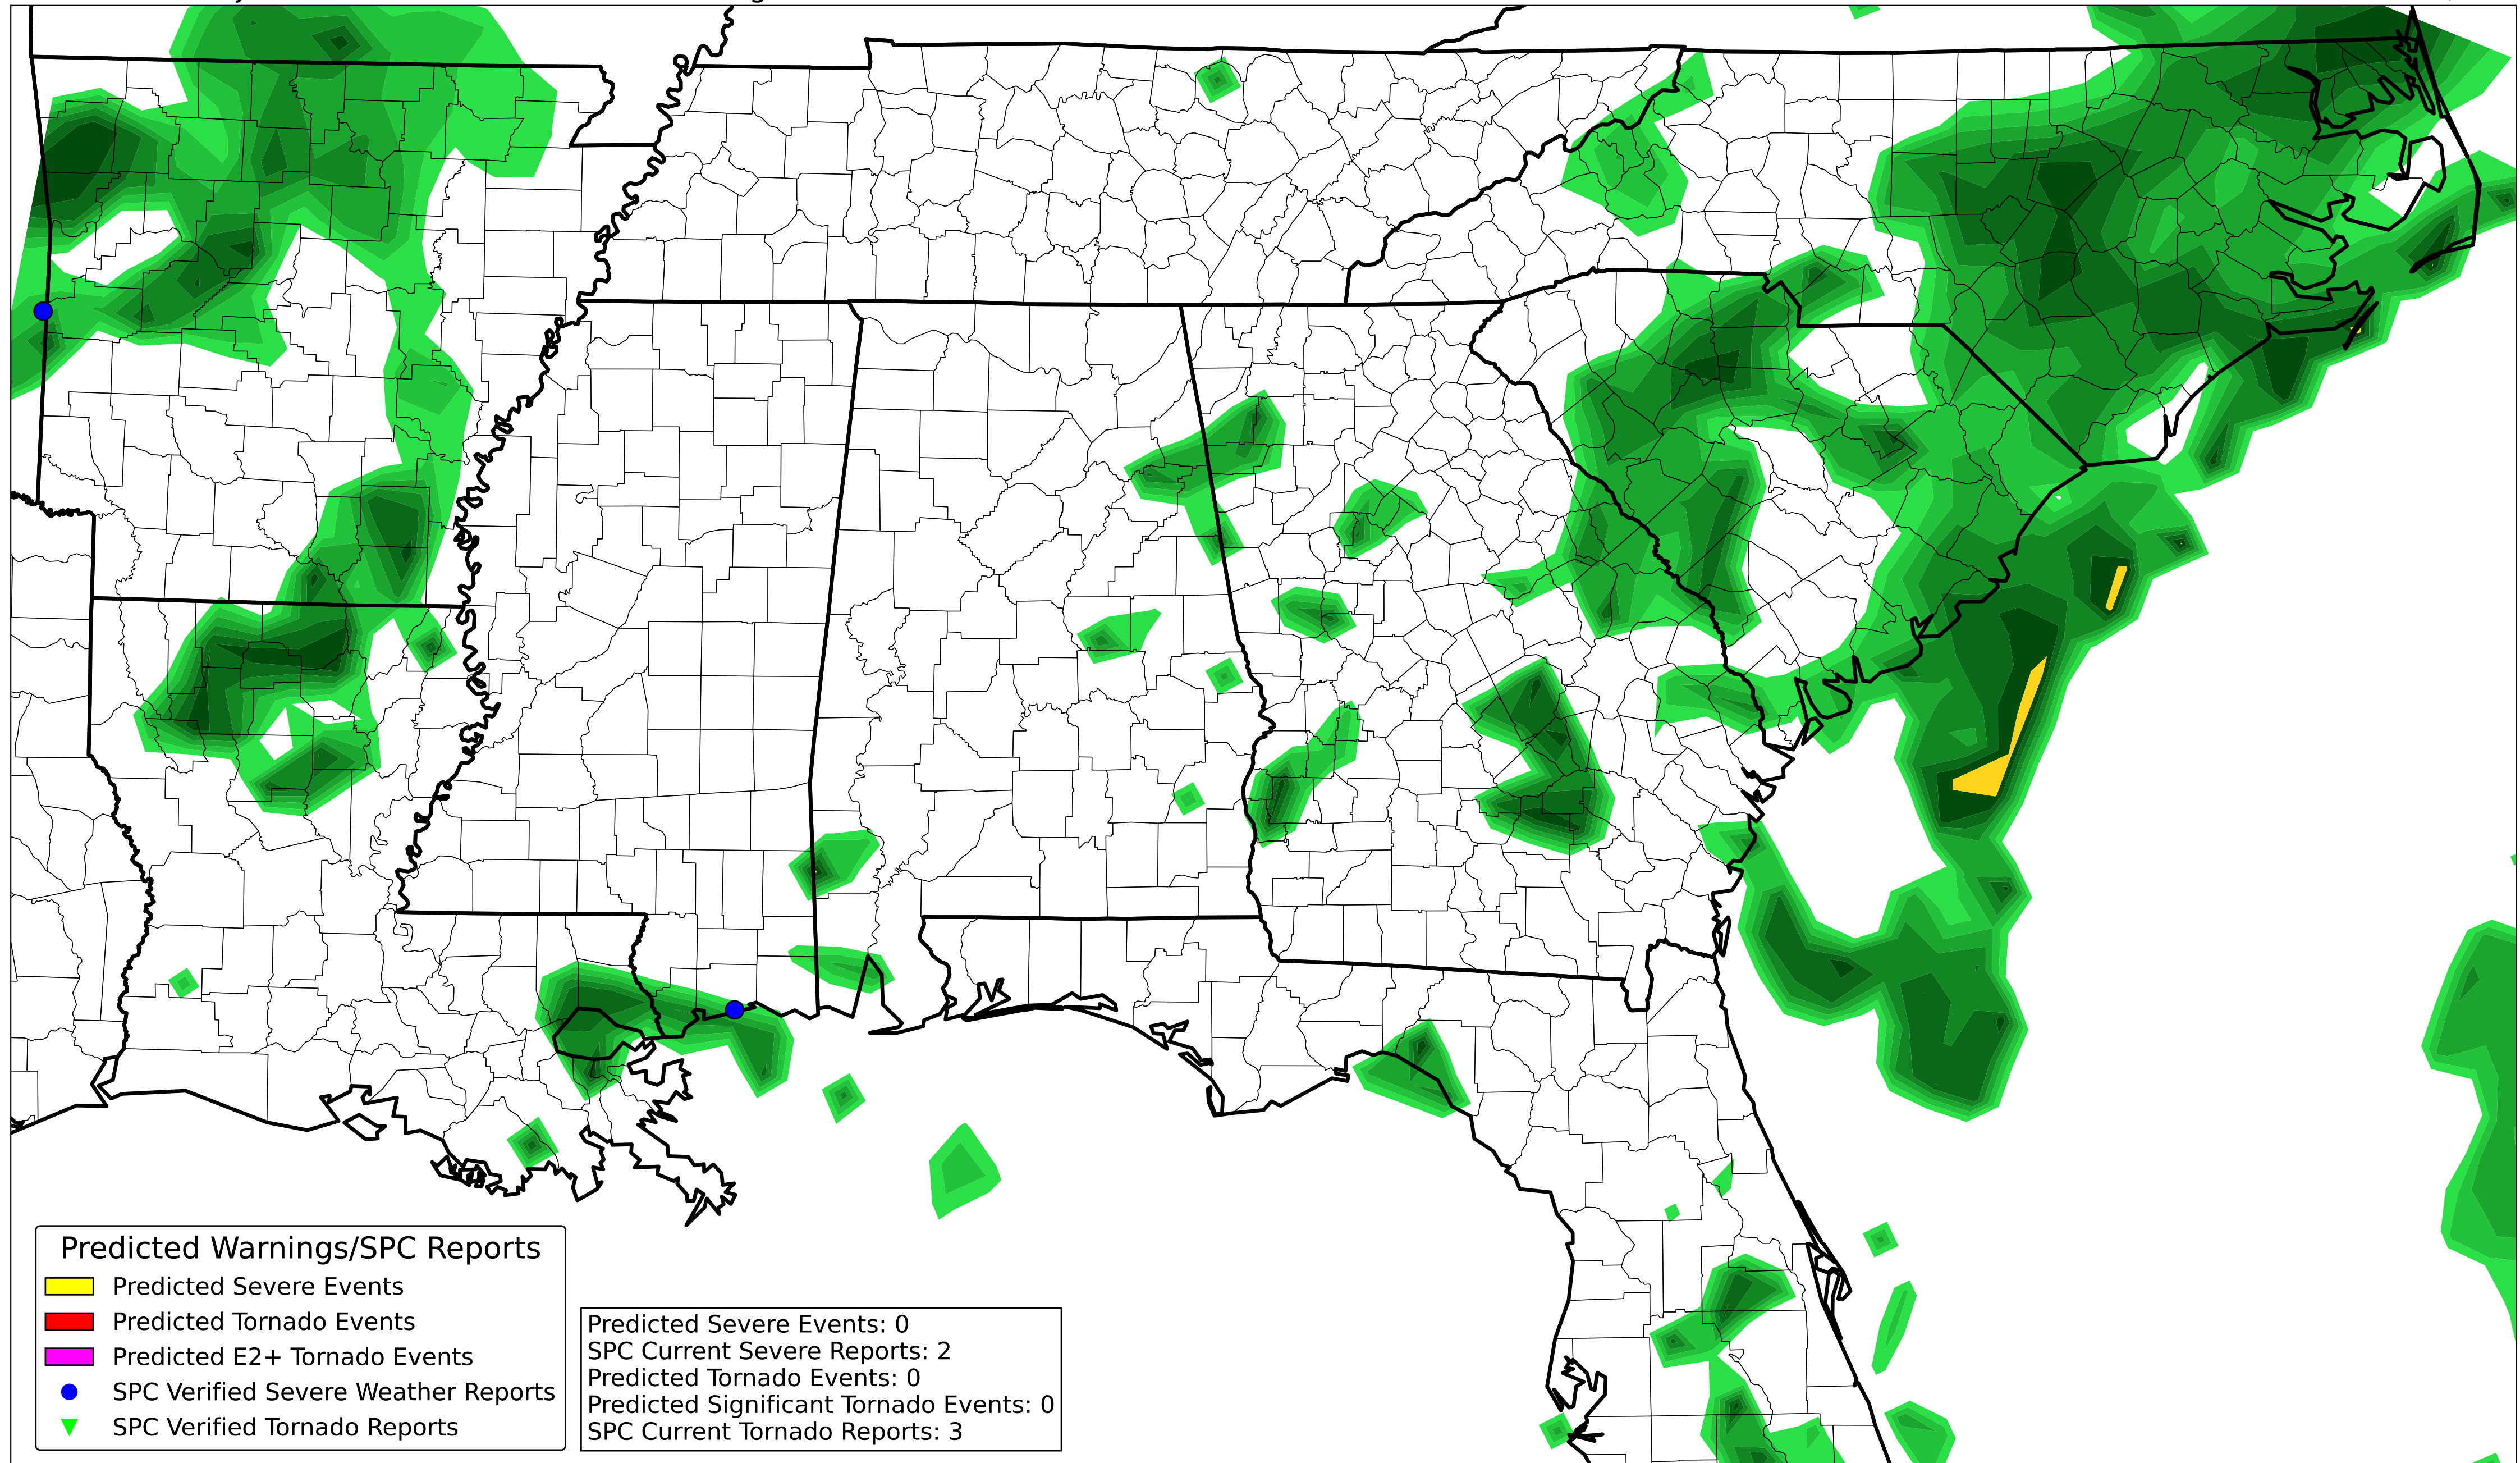 Predicted Warnings/SPC Reports
Predicted Severe Events
Predicted Tornado Events
Predicted E2+ Tornado Events
SPC Verified Severe Weather Reports
SPC Verified Tornado Reports
Predicted Severe Events: 0
SPC Current Severe Reports: 2
Predicted Tornado Events: 0
Predicted Significant Tornado Events: 0
SPC Current Tornado Reports: 3